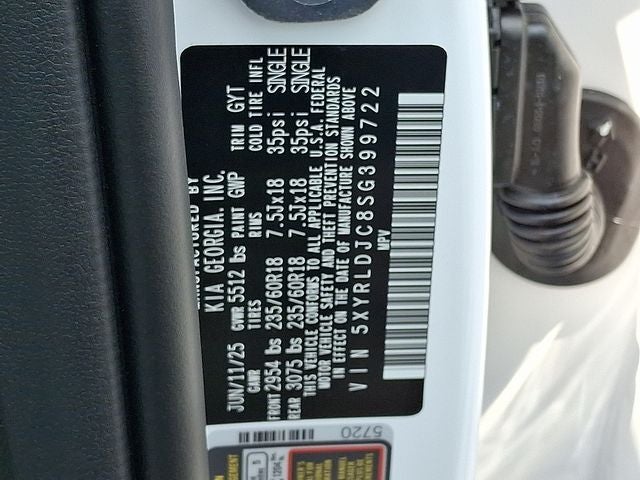 MANUFACTURED BY
KIA GEORGIA, INC.
JUN/11/25 GVWR 5512 lbs PAINT GWP TRIM GYT
GAWR TIRES RIMS COLD TIRE INFL
FRONT 2954 lbs 235/60R18 7.5Jx18 35psi SINGLE
REAR 3075 lbs 235/60R18 7.5Jx18 35psi SINGLE
THIS VEHICLE CONFORMS TO ALL APPLICABLE U.S.A. FEDERAL
MOTOR VEHICLE SAFETY AND THEFT PREVENTION STANDARDS
IN EFFECT ON THE DATE OF MANUFACTURE SHOWN ABOVE
VIN 5XYRLDJC8SG399722
MPV
5720